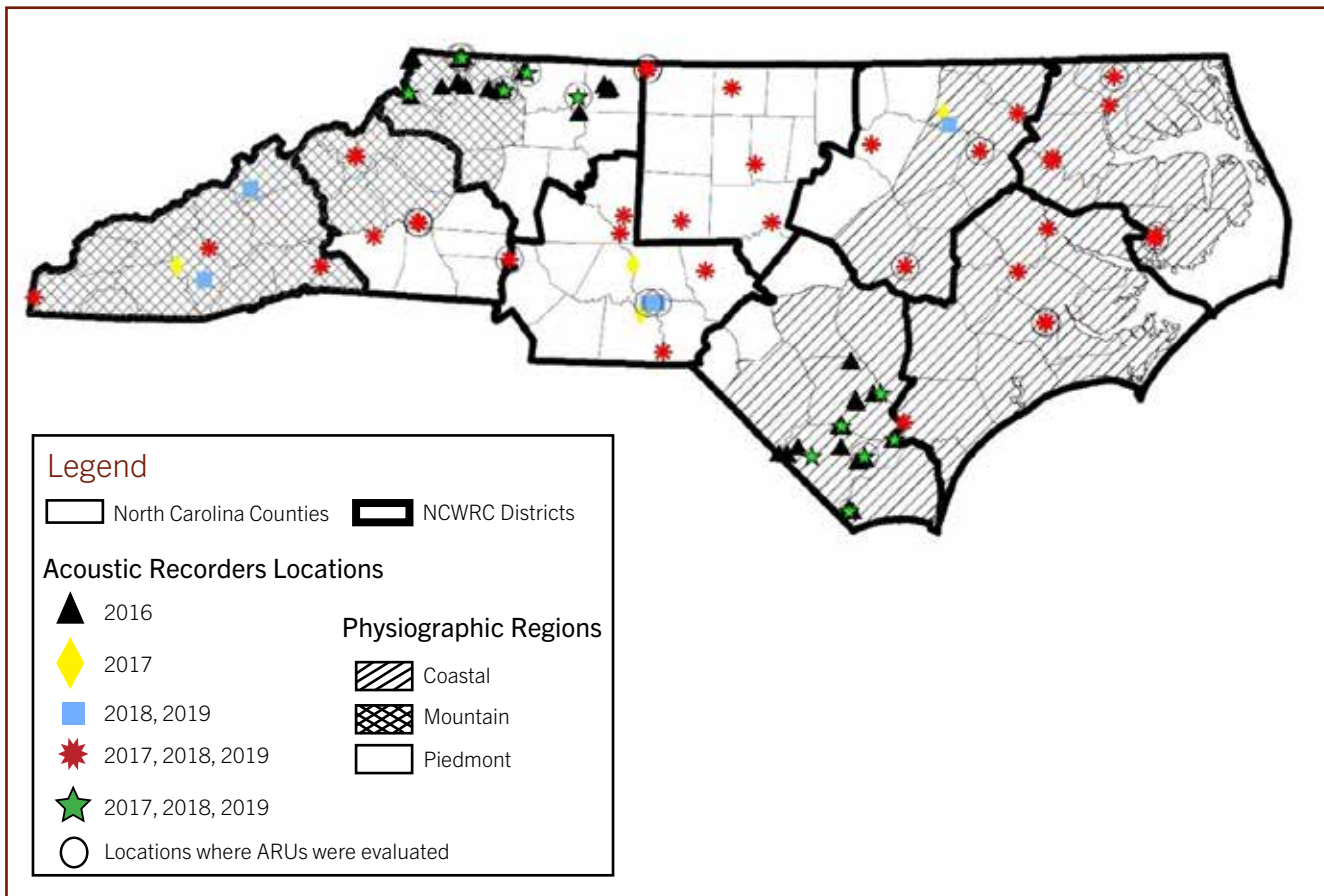 Legend
North Carolina Counties
NCWRC Districts
Acoustic Recorders Locations
2016
2017
2018, 2019
2017, 2018, 2019
2017, 2018, 2019
Locations where ARUs were evaluated
Physiographic Regions
Coastal
Mountain
Piedmont